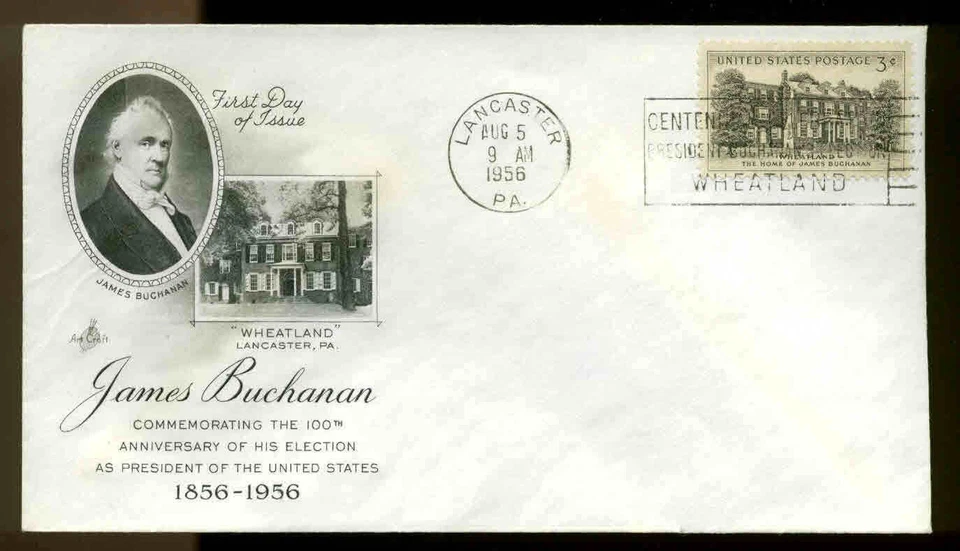 First Day
of Issue
JAMES BUCHANAN
"WHEATLAND"
LANCASTER, PA.
Art Craft
James Buchanan
COMMEMORATING THE 100TH
ANNIVERSARY OF HIS ELECTION
AS PRESIDENT OF THE UNITED STATES
1856-1956
LANCASTER
AUG 5
9 AM
1956
PA.
UNITED STATES POSTAGE 3¢
WHEATLAND
THE HOME OF JAMES BUCHANAN
PRESIDENT
WHEATLAND